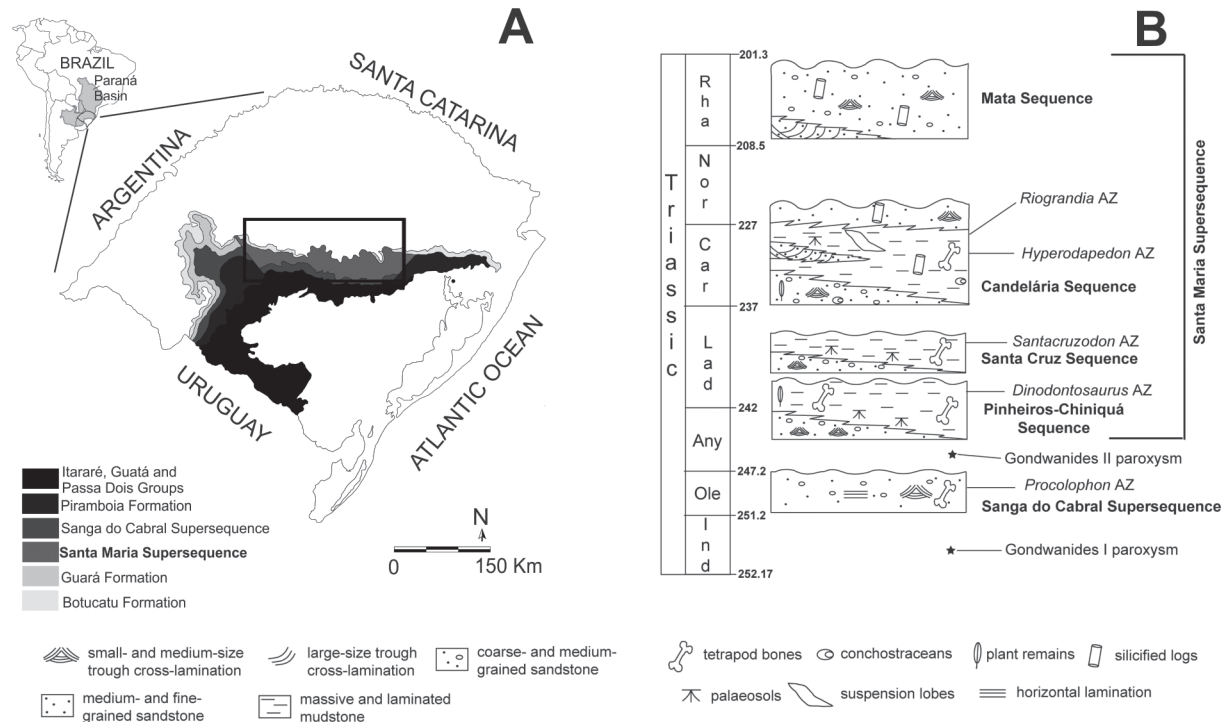 A
BRAZIL
Paraná
Basin
SANTA CATARINA
ARGENTINA
URUGUAY
ATLANTIC OCEAN
N
0 150 Km
Itararé, Guatá and
Passa Dois Groups
Piramboia Formation
Sanga do Cabral Supersequence
Santa Maria Supersequence
Guará Formation
Botucatu Formation
B
Triassic
Rha
Nor
Car
Lad
Any
Ole
Ind
201.3
208.5
227
237
242
247.2
251.2
252.17
Mata Sequence
Riograndia AZ
Hyperodapedon AZ
Candelária Sequence
Santacruzodon AZ
Santa Cruz Sequence
Dinodontosaurus AZ
Pinheiros-Chiniquá
Sequence
Gondwanides II paroxysm
Procolophon AZ
Sanga do Cabral Supersequence
Gondwanides I paroxysm
Santa Maria Supersequence
small- and medium-size
trough cross-lamination
large-size trough
cross-lamination
coarse- and medium-
grained sandstone
medium- and fine-
grained sandstone
massive and laminated
mudstone
tetrapod bones
conchostraceans
plant remains
silicified logs
palaeosols
suspension lobes
horizontal lamination